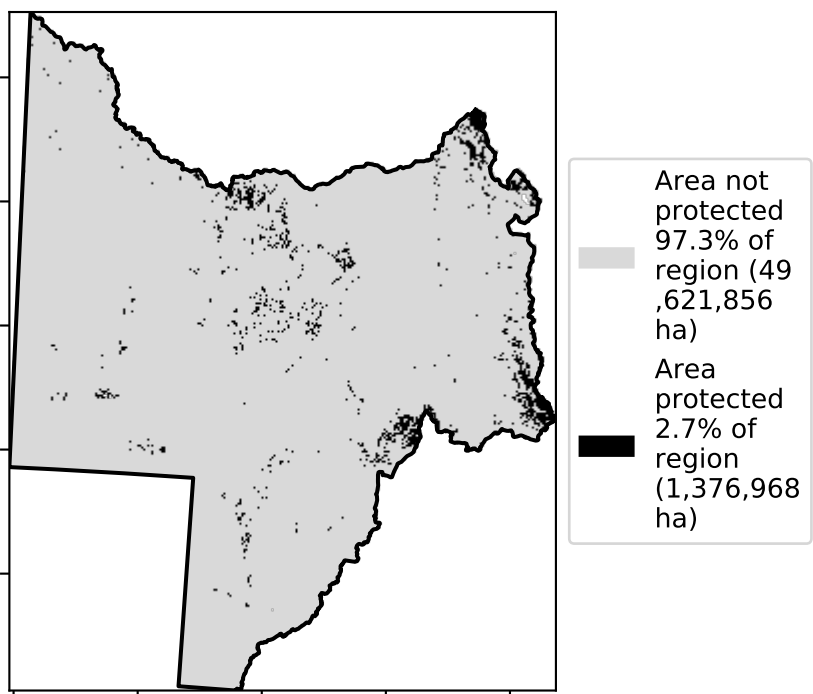 Area not
protected
97.3% of
region (49
,621,856
ha)
Area
protected
2.7% of
region
(1,376,968
ha)